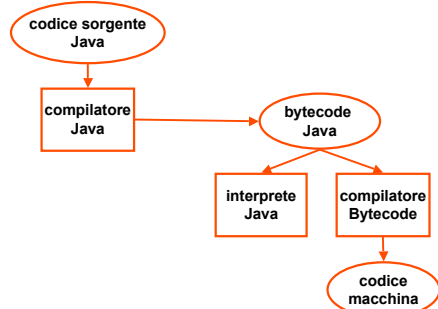 codice sorgente
Java
compilatore
Java
bytecode
Java
interprete
Java
compilatore
Bytecode
codice
macchina